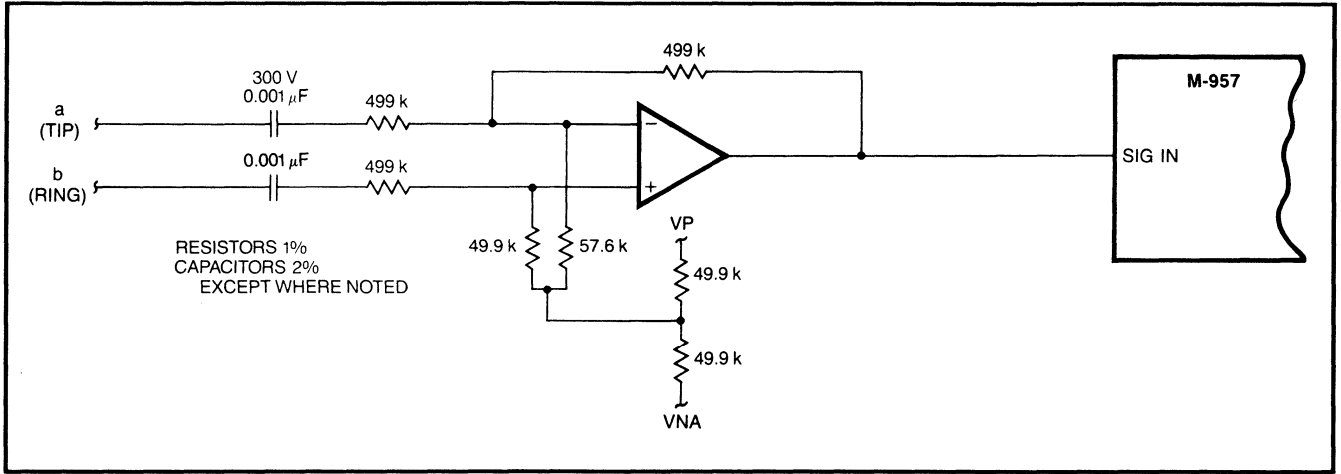 499 k
M-957
300 V
0.001 μF
499 k
a
(TIP)
−
SIG IN
0.001 μF
499 k
b
(RING)
+
VP
49.9 k
57.6 k
RESISTORS 1%
CAPACITORS 2%
EXCEPT WHERE NOTED
49.9 k
49.9 k
VNA